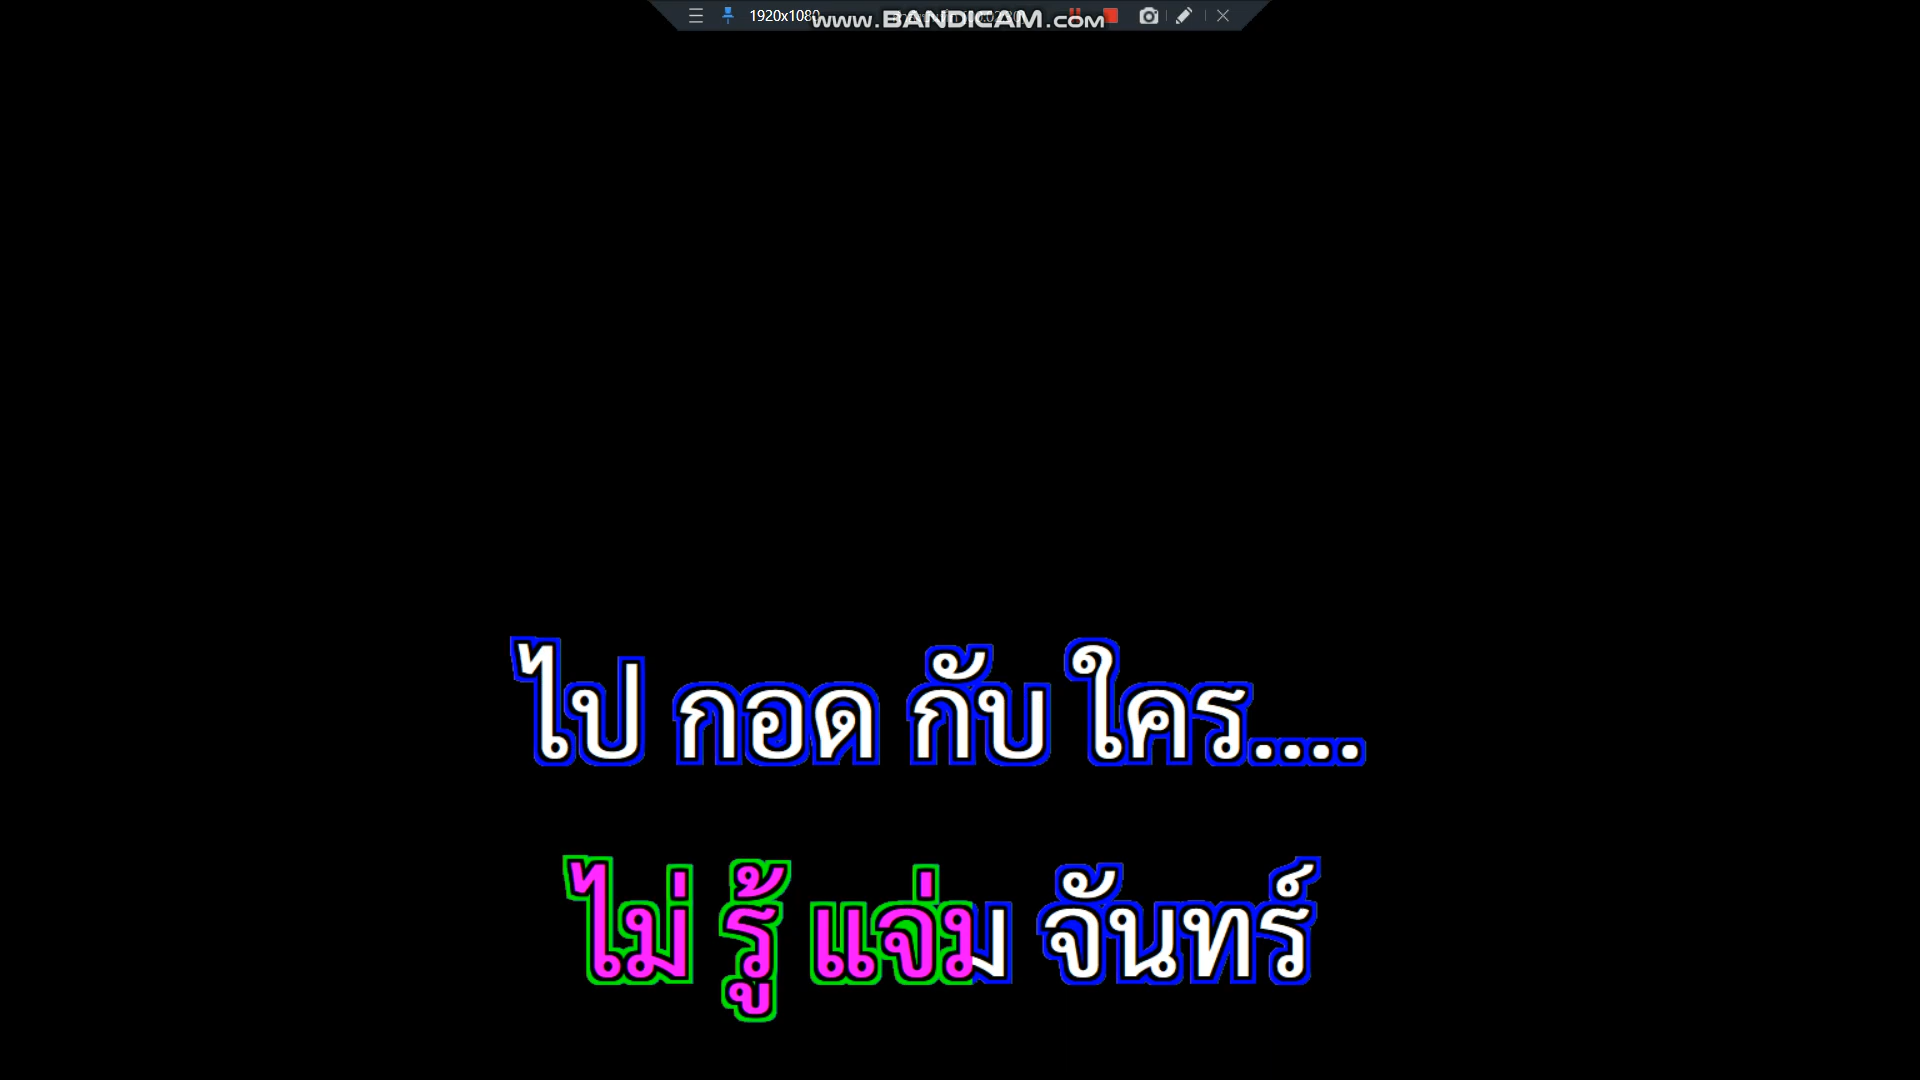 1920x1080
www.BANDICAM.com
ไป กอด กับ ใคร....
ไม่ รู้ แจ่ม จันทร์